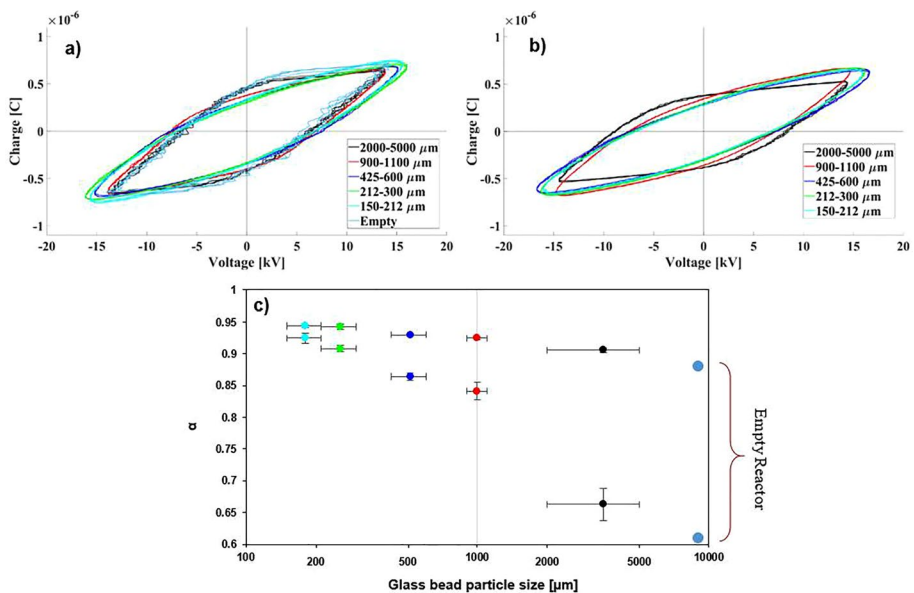 ×10⁻⁶
a)
1
0.5
0
-0.5
-1
Charge [C]
-20 -15 -10 -5 0 5 10 15 20
Voltage [kV]
2000-5000 μm
900-1100 μm
425-600 μm
212-300 μm
150-212 μm
Empty
×10⁻⁶
b)
1
0.5
0
-0.5
-1
Charge [C]
-20 -15 -10 -5 0 5 10 15 20
Voltage [kV]
2000-5000 μm
900-1100 μm
425-600 μm
212-300 μm
150-212 μm
c)
1
0.95
0.9
0.85
0.8
0.75
0.7
0.65
0.6
α
100 200 500 1000 2000 5000 10000
Glass bead particle size [μm]
Empty Reactor